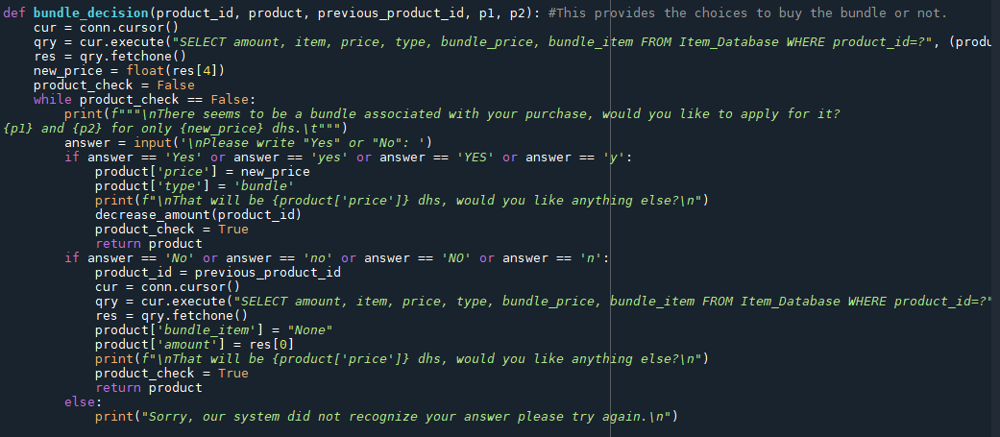 def bundle_decision(product_id, product, previous_product_id, p1, p2): #This provides the choices to buy the bundle or not.
    cur = conn.cursor()
    qry = cur.execute("SELECT amount, item, price, type, bundle_price, bundle_item FROM Item_Database WHERE product_id=?", (produ
    res = qry.fetchone()
    new_price = float(res[4])
    product_check = False
    while product_check == False:
        print(f"""\nThere seems to be a bundle associated with your purchase, would you like to apply for it?
{p1} and {p2} for only {new_price} dhs.\t""")
        answer = input('\nPlease write "Yes" or "No": ')
        if answer == 'Yes' or answer == 'yes' or answer == 'YES' or answer == 'y':
            product['price'] = new_price
            product['type'] = 'bundle'
            print(f"\nThat will be {product['price']} dhs, would you like anything else?\n")
            decrease_amount(product_id)
            product_check = True
            return product
        if answer == 'No' or answer == 'no' or answer == 'NO' or answer == 'n':
            product_id = previous_product_id
            cur = conn.cursor()
            qry = cur.execute("SELECT amount, item, price, type, bundle_price, bundle_item FROM Item_Database WHERE product_id=?"
            res = qry.fetchone()
            product['bundle_item'] = "None"
            product['amount'] = res[0]
            print(f"\nThat will be {product['price']} dhs, would you like anything else?\n")
            product_check = True
            return product
        else:
            print("Sorry, our system did not recognize your answer please try again.\n")